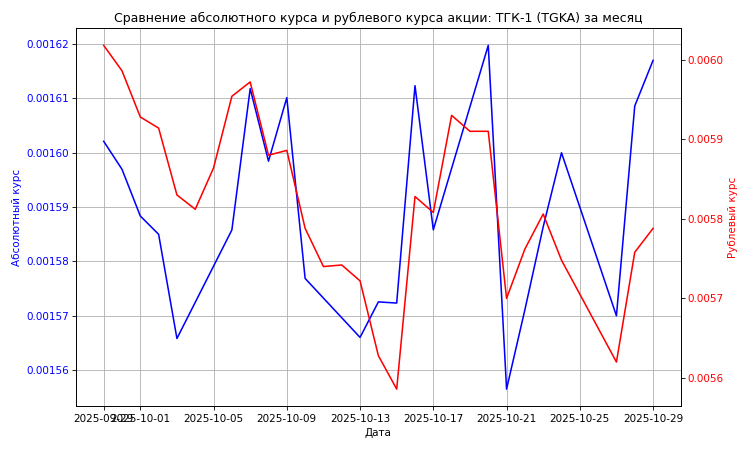 Сравнение абсолютного курса и рублевого курса акции: ТГК-1 (TGKA) за месяц
0.00162
0.00161
0.00160
0.00159
0.00158
0.00157
0.00156
Абсолютный курс
0.0060
0.0059
0.0058
0.0057
0.0056
Рублевый курс
2025-09-29 2025-10-01 2025-10-05 2025-10-09 2025-10-13 2025-10-17 2025-10-21 2025-10-25 2025-10-29
Дата